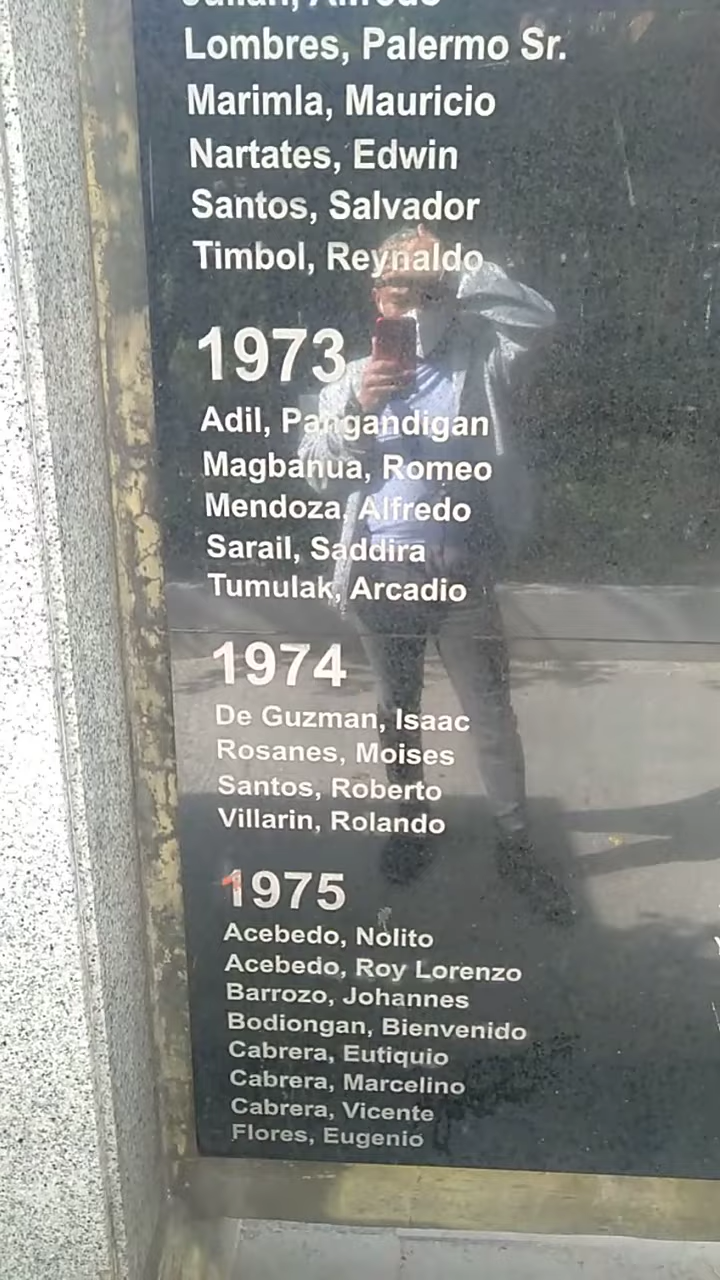 Julian, Alfredo
Lombres, Palermo Sr.
Marimla, Mauricio
Nartates, Edwin
Santos, Salvador
Timbol, Reynaldo
1973
Adil, Pangandigan
Magbanua, Romeo
Mendoza, Alfredo
Sarail, Saddira
Tumulak, Arcadio
1974
De Guzman, Isaac
Rosanes, Moises
Santos, Roberto
Villarin, Rolando
1975
Acebedo, Nolito
Acebedo, Roy Lorenzo
Barrozo, Johannes
Bodiongan, Bienvenido
Cabrera, Eutiquio
Cabrera, Marcelino
Cabrera, Vicente
Flores, Eugenio